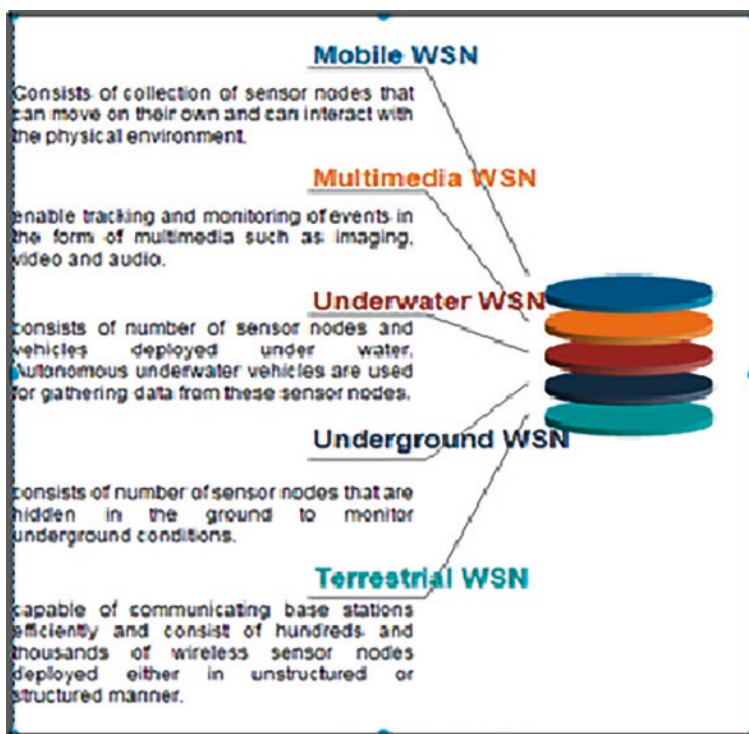 Mobile WSN
Consists of collection of sensor nodes that
can move on their own and can interact with
the physical environment.
Multimedia WSN
enable tracking and monitoring of events in
the form of multimedia such as imaging,
video and audio.
Underwater WSN
consists of number of sensor nodes and
vehicles deployed under water.
Autonomous underwater vehicles are used
for gathering data from these sensor nodes.
Underground WSN
consists of number of sensor nodes that are
hidden in the ground to monitor
underground conditions.
Terrestrial WSN
capable of communicating base stations
efficiently and consist of hundreds and
thousands of wireless sensor nodes
deployed either in unstructured or
structured manner.